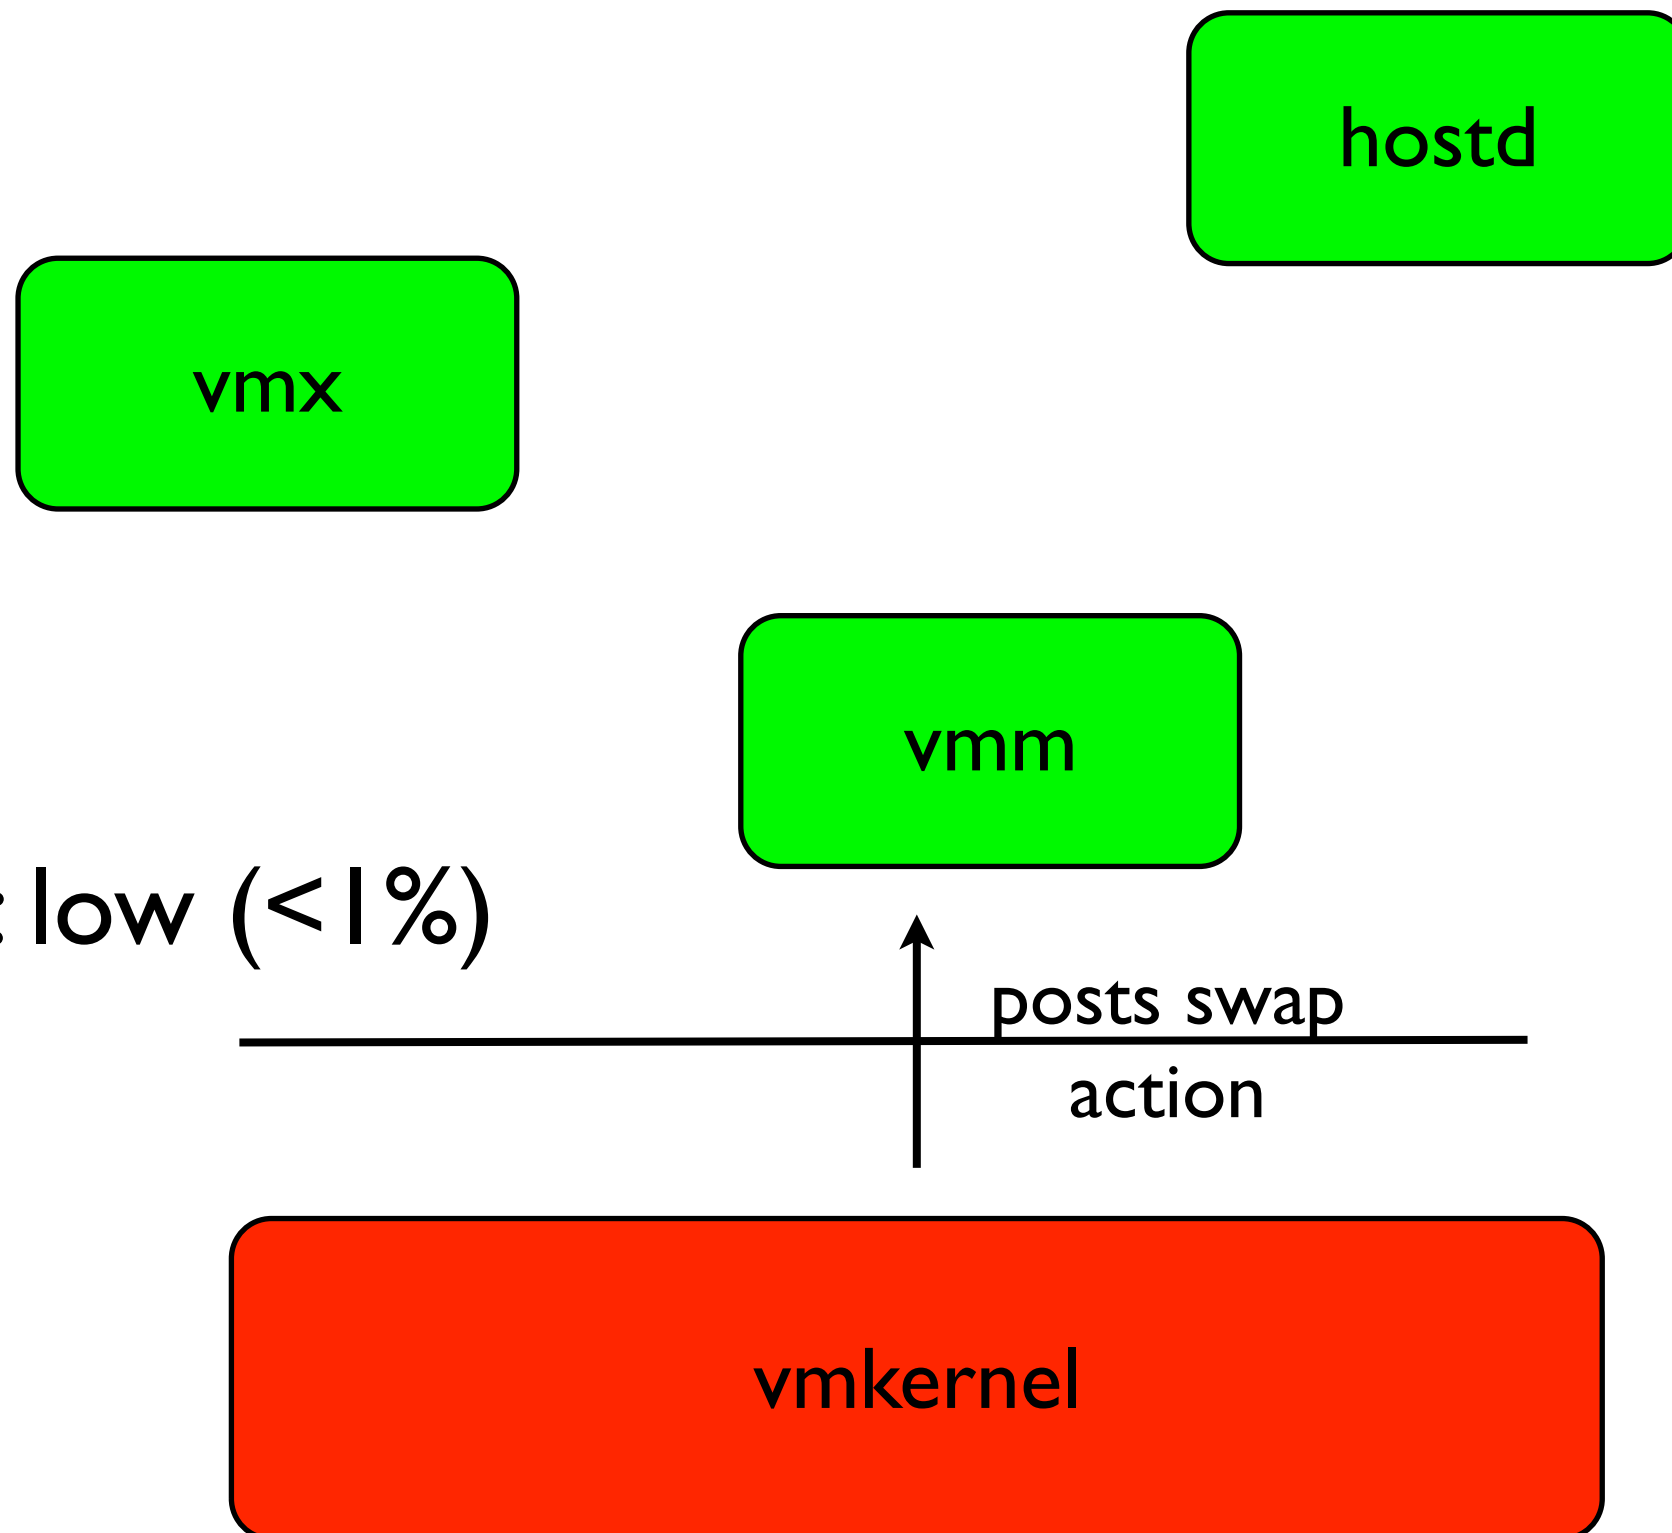 hostd
vmx
vmm
: low (<1%)
posts swap
action
vmkernel